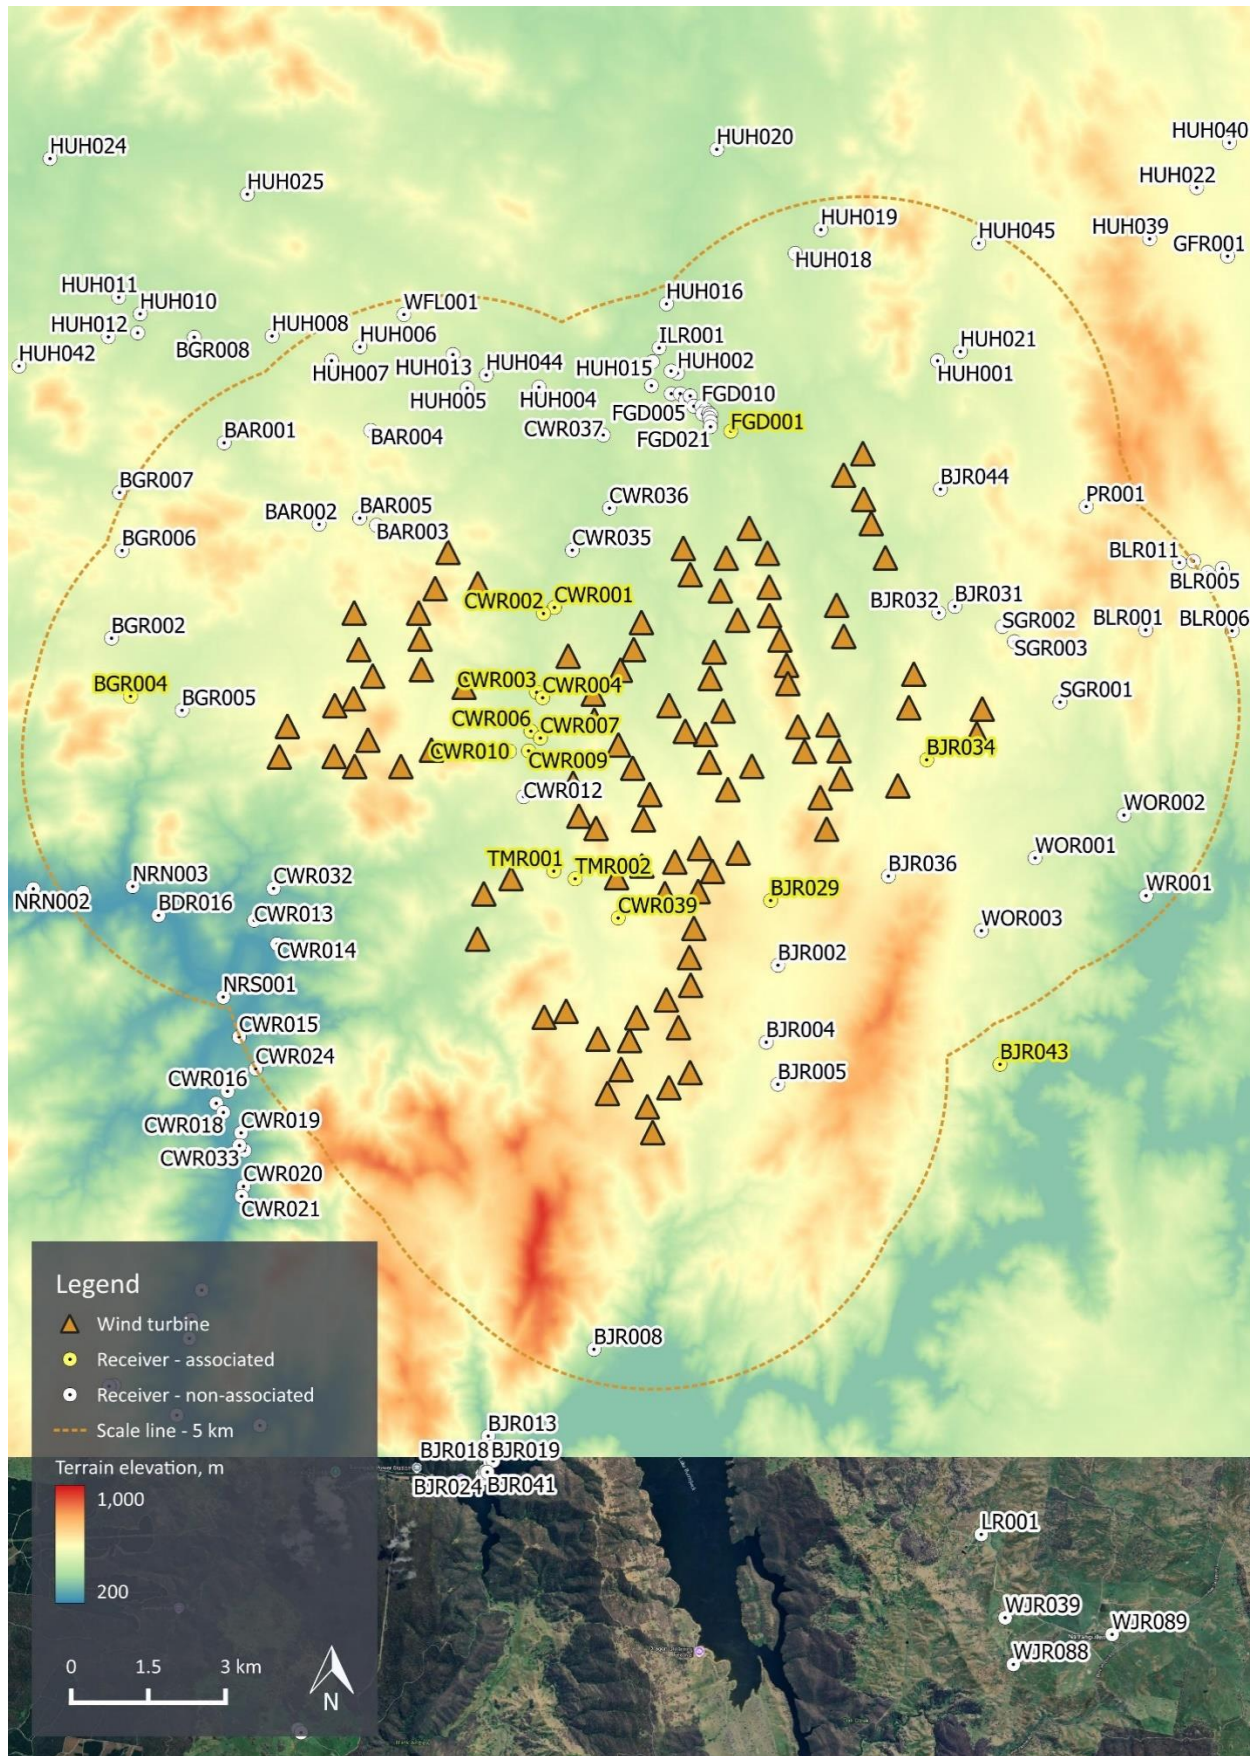 HUH040
HUH020
HUH024
HUH022
HUH025
HUH019
HUH045
HUH039
GFR001
HUH018
HUH011
HUH010
WFL001
HUH016
HUH012
HUH008
HUH006
ILR001
HUH042
BGR008
HUH007
HUH013
HUH044
HUH015
HUH002
HUH021
HUH001
HUH005
HUH004
FGD010
FGD005
FGD001
CWR037
FGD021
BAR001
BAR004
BGR007
BJR044
CWR036
PR001
BAR002
BAR005
BAR003
BGR006
CWR035
BLR011
BLR005
CWR002
CWR001
BJR032
BJR031
SGR002
SGR003
BLR001
BLR006
BGR002
BGR004
BGR005
CWR003
CWR004
SGR001
CWR006
CWR007
CWR010
CWR009
BJR034
CWR012
WOR002
TMR001
TMR002
WOR001
BJR036
NRN003
CWR032
NRN002
BDR016
CWR013
CWR039
BJR029
WR001
WOR003
CWR014
BJR002
NRS001
CWR015
BJR004
CWR024
BJR043
CWR016
BJR005
CWR018
CWR019
CWR033
CWR020
CWR021
BJR008
BJR013
BJR018
BJR019
BJR024
BJR041
LR001
WJR039
WJR089
WJR088
Legend
Wind turbine
Receiver - associated
Receiver - non-associated
Scale line - 5 km
Terrain elevation, m
1,000
200
0 1.5 3 km
N